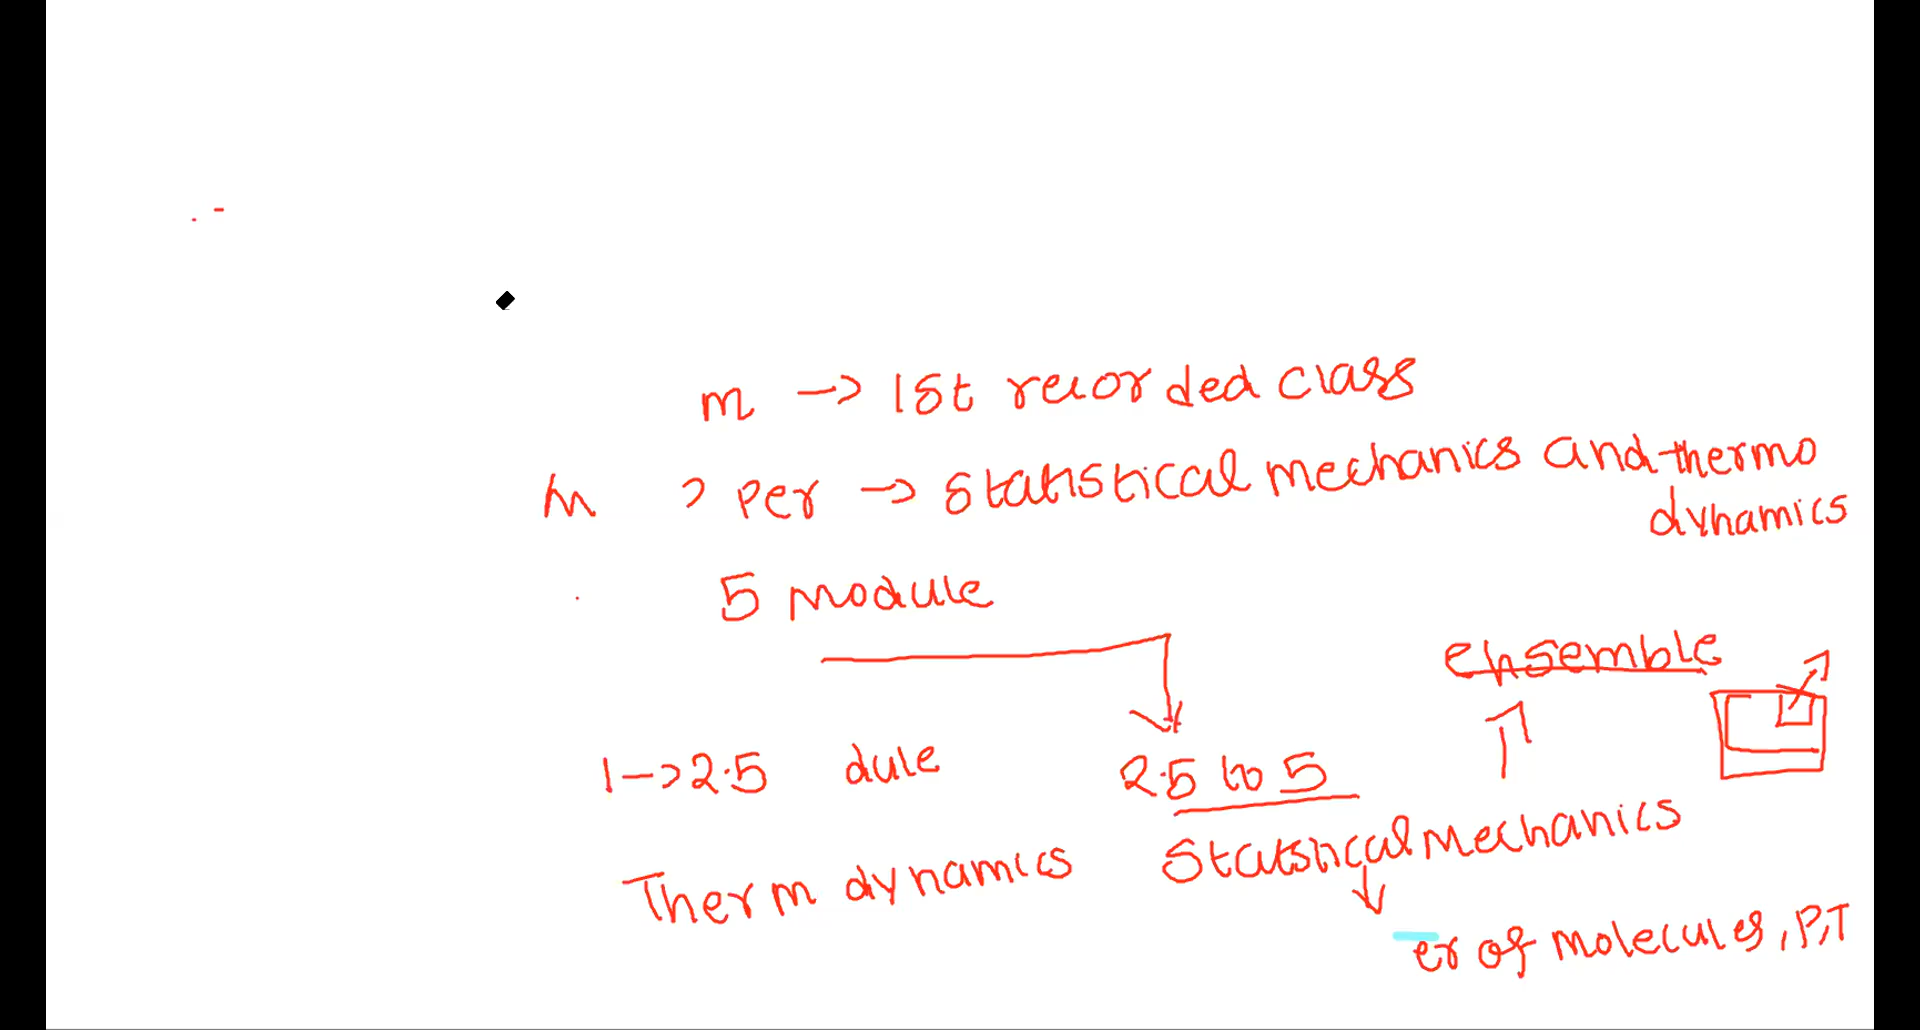 m → 1st recorded class
m > per → statistical mechanics and thermo
dynamics
5 module
ensemble
1 → 2.5 dule 2.5 to 5
Therm dynamics Statstical Mechanics
er of molecules, P,T